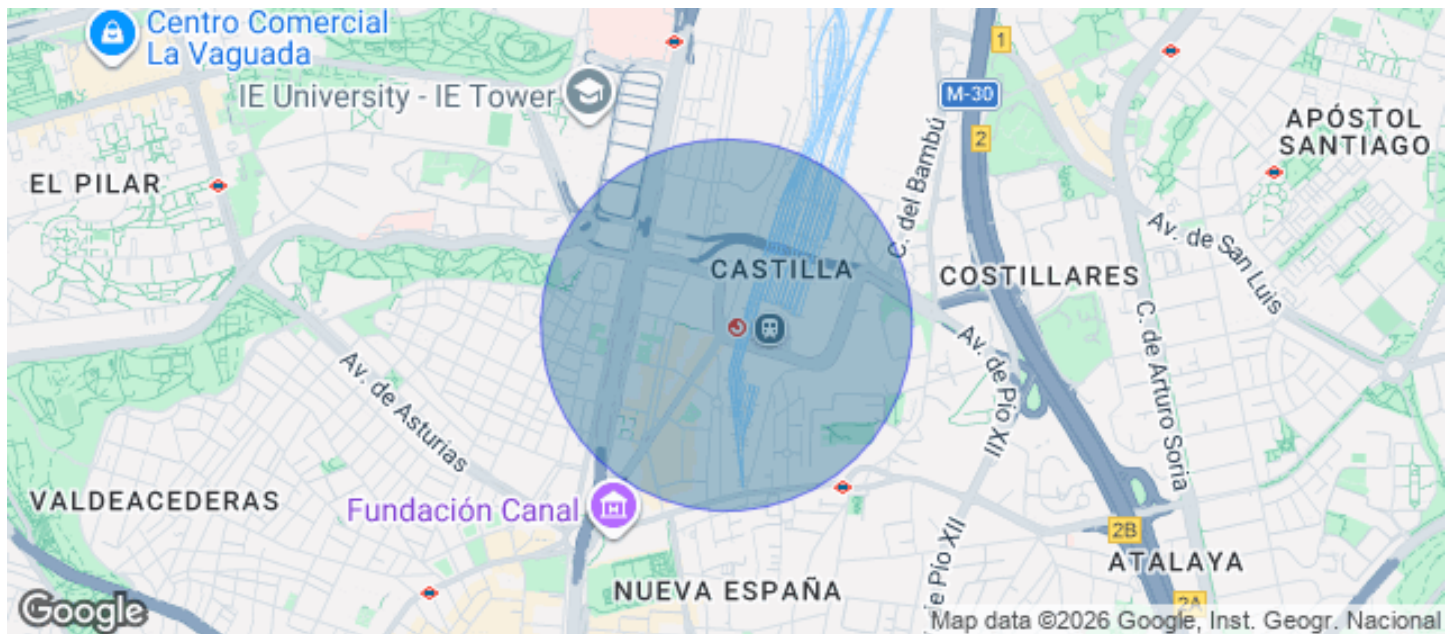 Centro Comercial
La Vaguada
IE University - IE Tower
1
M-30
2
C. del Bambú
APÓSTOL
SANTIAGO
EL PILAR
Av. de San Luis
CASTILLA
COSTILLARES
C. de Arturo Soria
Av. de Pío XII
Av. de Asturias
VALDEACEDERAS
Fundación Canal
2B
de Pío XII
ATALAYA
NUEVA ESPAÑA
2A
Google
Map data ©2026 Google, Inst. Geogr. Nacional